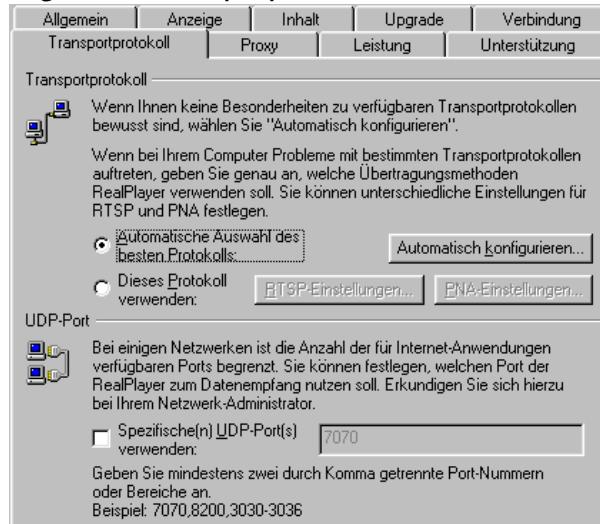 Allgemein Anzeige Inhalt Upgrade Verbindung
Transportprotokoll Proxy Leistung Unterstützung
Transportprotokoll
Wenn Ihnen keine Besonderheiten zu verfügbaren Transportprotokollen
bewusst sind, wählen Sie "Automatisch konfigurieren".
Wenn bei Ihrem Computer Probleme mit bestimmten Transportprotokollen
auftreten, geben Sie genau an, welche Übertragungsmethoden
RealPlayer verwenden soll. Sie können unterschiedliche Einstellungen für
RTSP und PNA festlegen.
Automatische Auswahl des
besten Protokolls:
Automatisch konfigurieren...
Dieses Protokoll
verwenden:
RTSP-Einstellungen... PNA-Einstellungen...
UDP-Port
Bei einigen Netzwerken ist die Anzahl der für Internet-Anwendungen
verfügbaren Ports begrenzt. Sie können festlegen, welchen Port der
RealPlayer zum Datenempfang nutzen soll. Erkundigen Sie sich hierzu
bei Ihrem Netzwerk-Administrator.
Spezifische(n) UDP-Port(s)
verwenden:
7070
Geben Sie mindestens zwei durch Komma getrennte Port-Nummern
oder Bereiche an.
Beispiel: 7070,8200,3030-3036